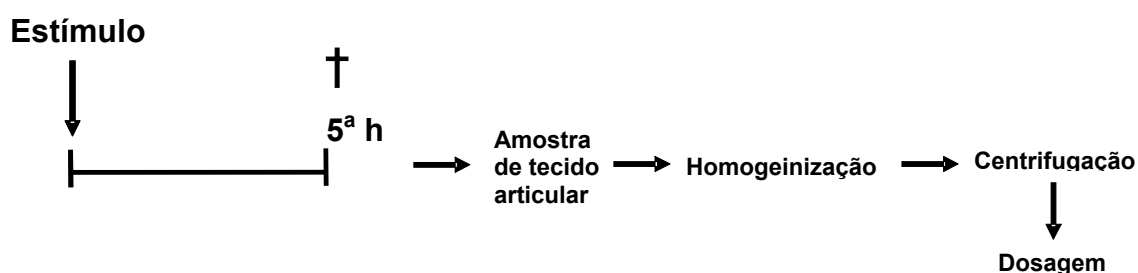 Estímulo
†
5ª h
Amostra
de tecido
articular
Homogeinização
Centrifugação
Dosagem